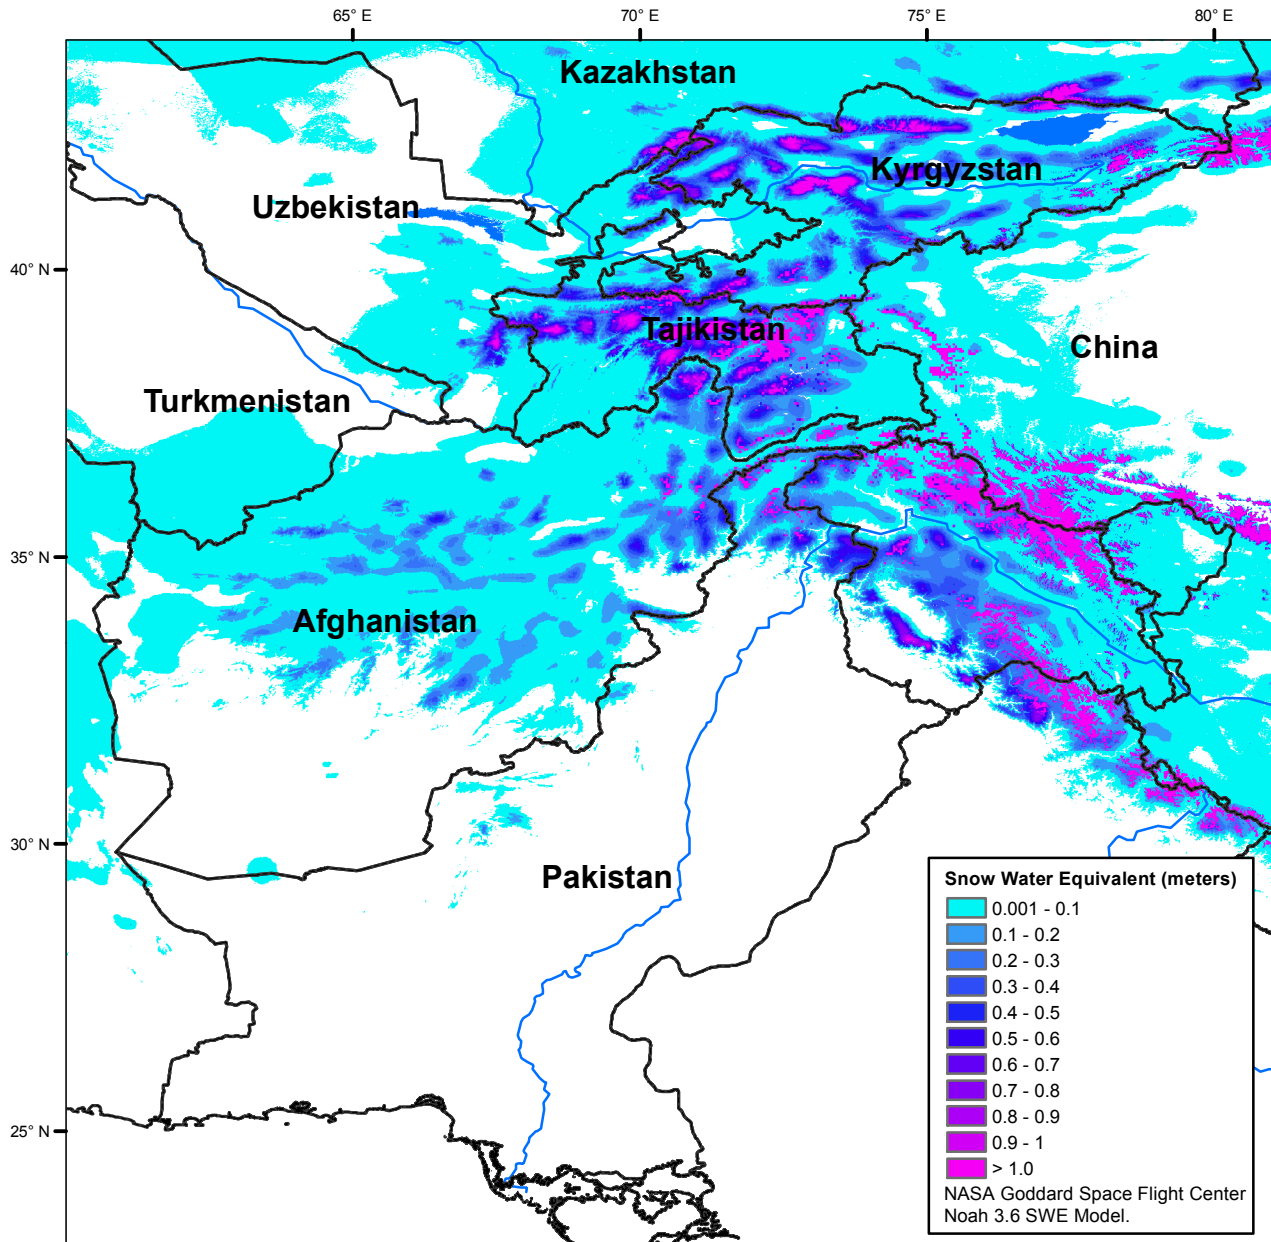 65° E
70° E
75° E
80° E
Kazakhstan
Kyrgyzstan
Uzbekistan
40° N
Tajikistan
China
Turkmenistan
35° N
Afghanistan
30° N
Pakistan
25° N
Snow Water Equivalent (meters)
0.001 - 0.1
0.1 - 0.2
0.2 - 0.3
0.3 - 0.4
0.4 - 0.5
0.5 - 0.6
0.6 - 0.7
0.7 - 0.8
0.8 - 0.9
0.9 - 1
> 1.0
NASA Goddard Space Flight Center
Noah 3.6 SWE Model.